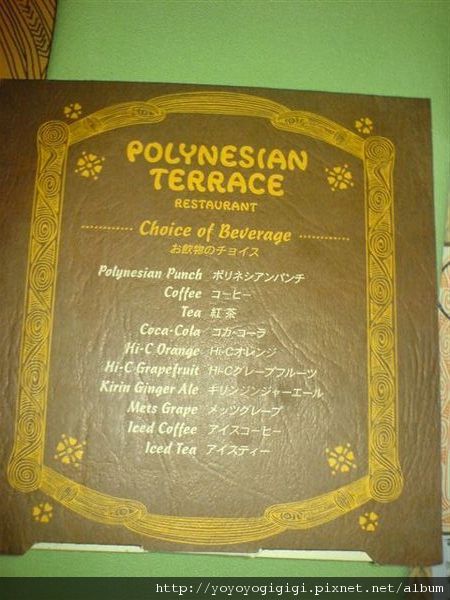 POLYNESIAN
TERRACE
RESTAURANT
Choice of Beverage
お飲物のチョイス
Polynesian Punch ポリネシアンパンチ
Coffee コーヒー
Tea 紅茶
Coca-Cola コカ・コーラ
Hi-C Orange Hi-Cオレンジ
Hi-C Grapefruit Hi-Cグレープフルーツ
Kirin Ginger Ale キリンジンジャーエール
Mets Grape メッツグレープ
Iced Coffee アイスコーヒー
Iced Tea アイスティー
http://yoyoyogigigi.pixnet.net/album